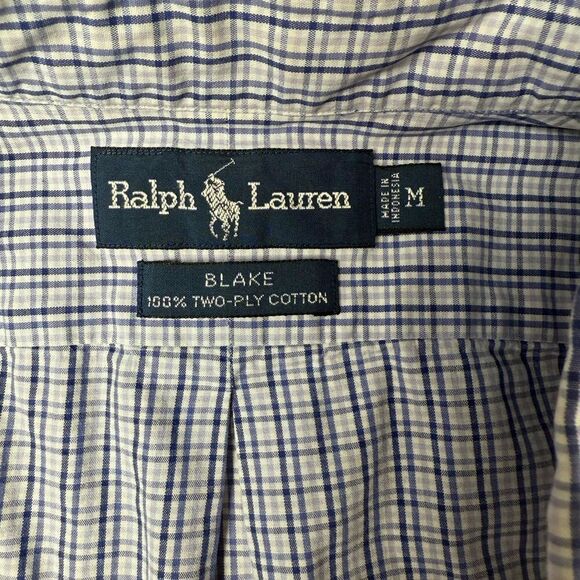 Ralph Lauren
MADE IN
INDONESIA
M
BLAKE
100% TWO-PLY COTTON